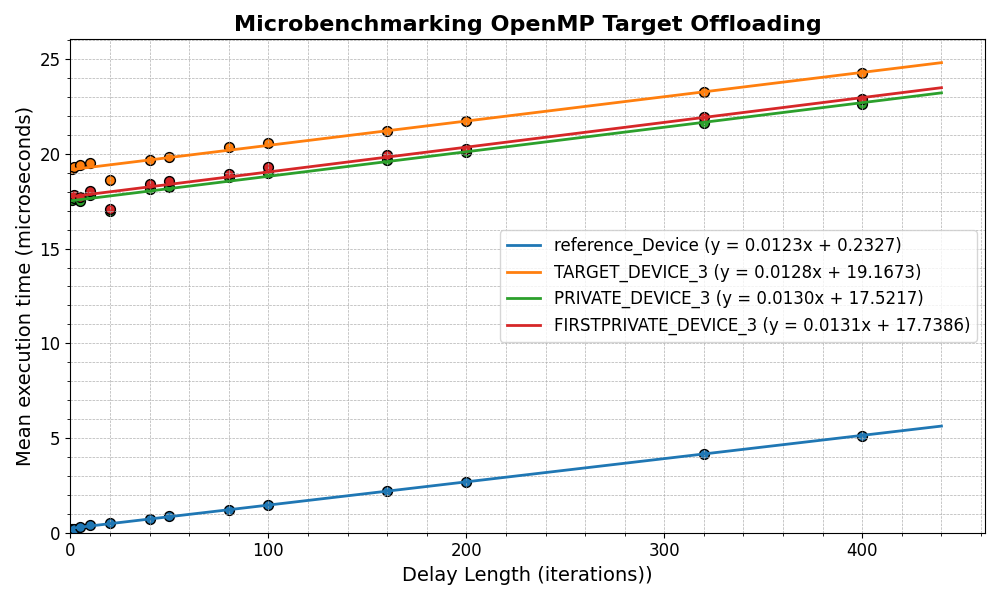 Microbenchmarking OpenMP Target Offloading
Mean execution time (microseconds)
25
20
15
10
5
0
reference_Device (y = 0.0123x + 0.2327)
TARGET_DEVICE_3 (y = 0.0128x + 19.1673)
PRIVATE_DEVICE_3 (y = 0.0130x + 17.5217)
FIRSTPRIVATE_DEVICE_3 (y = 0.0131x + 17.7386)
0 100 200 300 400
Delay Length (iterations))